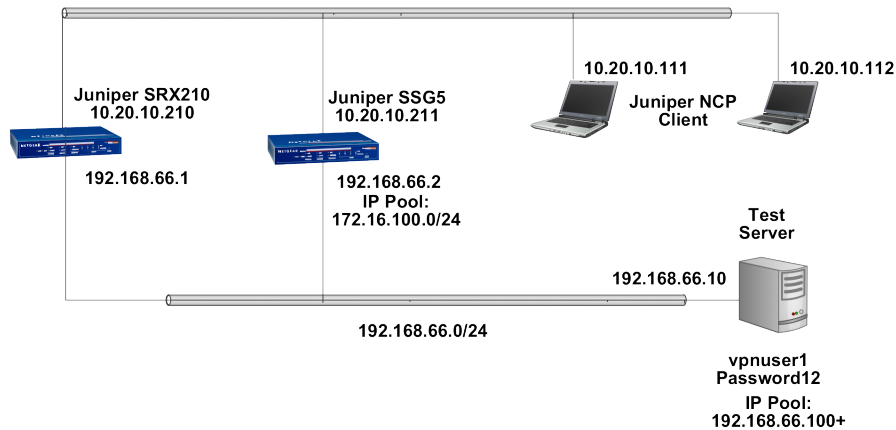 10.20.10.111
10.20.10.112
Juniper SRX210
10.20.10.210
Juniper SSG5
10.20.10.211
Juniper NCP
Client
NETGEAR
NETGEAR
192.168.66.1
192.168.66.2
IP Pool:
172.16.100.0/24
Test
Server
192.168.66.10
192.168.66.0/24
vpnuser1
Password12
IP Pool:
192.168.66.100+